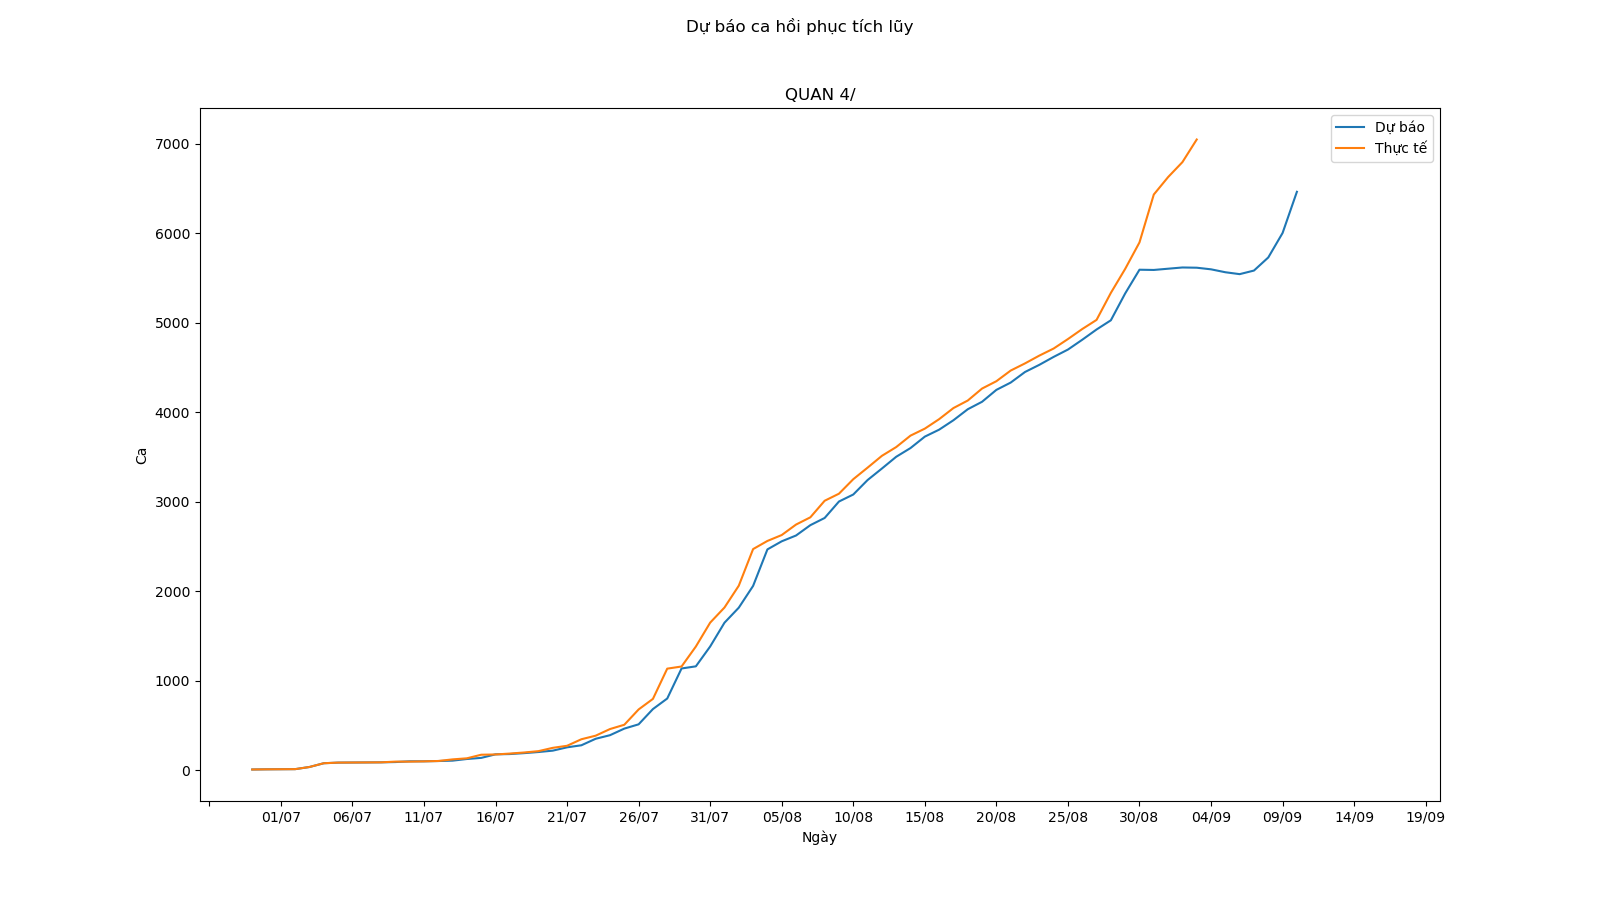 Dự báo ca hồi phục tích lũy
QUAN 4/
Dự báo
Thực tế
7000
6000
5000
4000
3000
2000
1000
0
Ca
01/07 06/07 11/07 16/07 21/07 26/07 31/07 05/08 10/08 15/08 20/08 25/08 30/08 04/09 09/09 14/09 19/09
Ngày